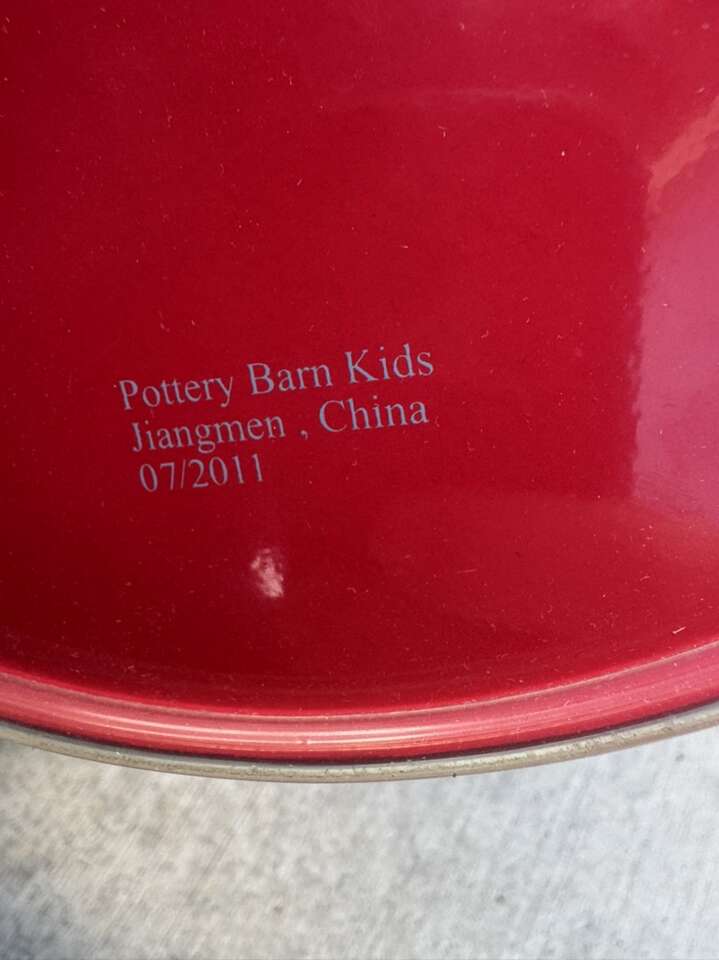 Pottery Barn Kids
Jiangmen , China
07/2011